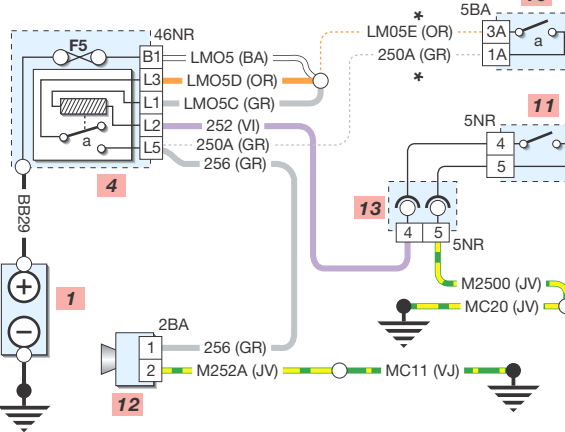 5BA
*
46NR
LM05E (OR)
3A
a
F5
B1
LMO5 (BA)
250A (GR)
1A
*
L3
LMO5D (OR)
L1
LMO5C (GR)
11
5NR
L2
252 (VI)
4
a
L5
250A (GR)
5
256 (GR)
4
13
BB29
4
5
5NR
+
1
M2500 (JV)
MC20 (JV)
−
2BA
1
256 (GR)
2
M252A (JV)
MC11 (VJ)
12